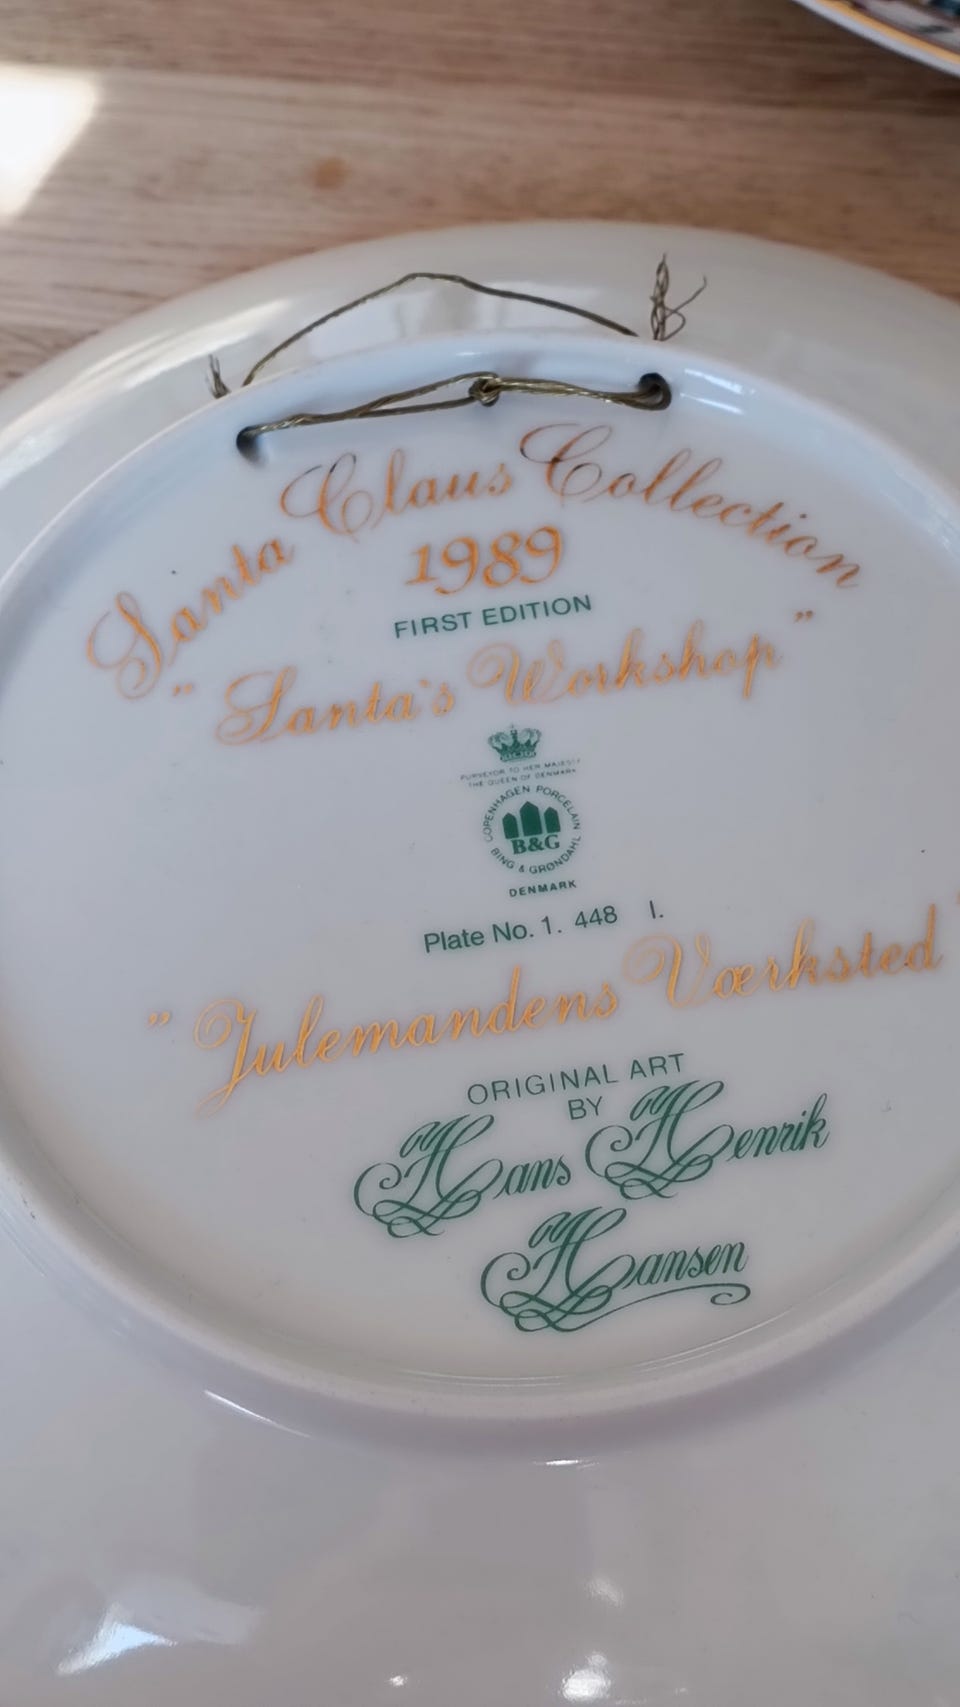 Santa Claus Collection
1989
FIRST EDITION
"Santa's Workshop"
PURVEYOR TO HER MAJESTY
THE QUEEN OF DENMARK
COPENHAGEN PORCELAIN
B&G
BING & GRØNDAHL
DENMARK
Plate No. 1. 448 I.
"Julemandens Værksted"
ORIGINAL ART
BY
Hans Henrik
Hansen